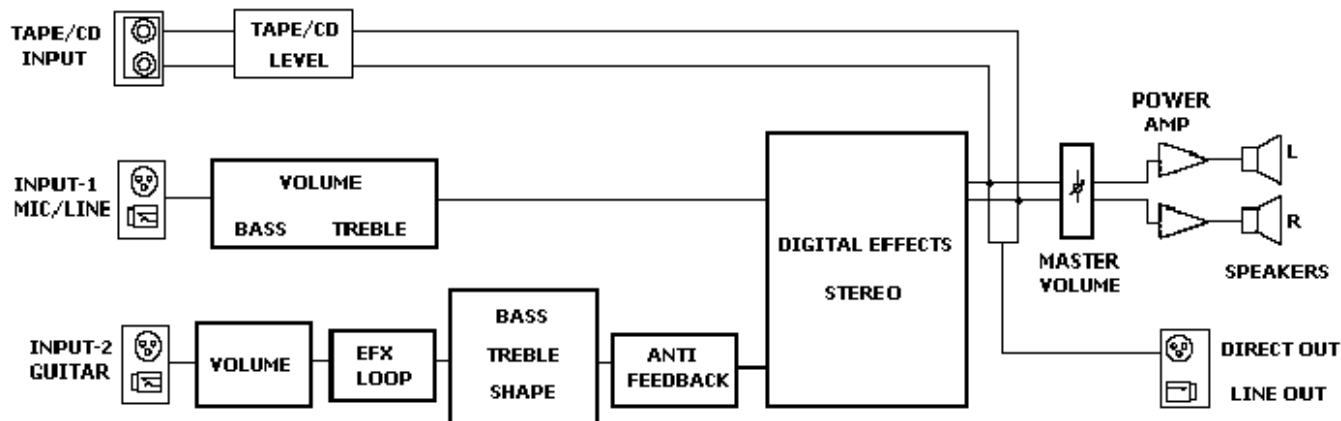 TAPE/CD
INPUT
TAPE/CD
LEVEL
INPUT-1
MIC/LINE
VOLUME
BASS TREBLE
INPUT-2
GUITAR
VOLUME
EFX
LOOP
BASS
TREBLE
SHAPE
ANTI
FEEDBACK
DIGITAL EFFECTS
STEREO
MASTER
VOLUME
POWER
AMP
L
R
SPEAKERS
DIRECT OUT
LINE OUT